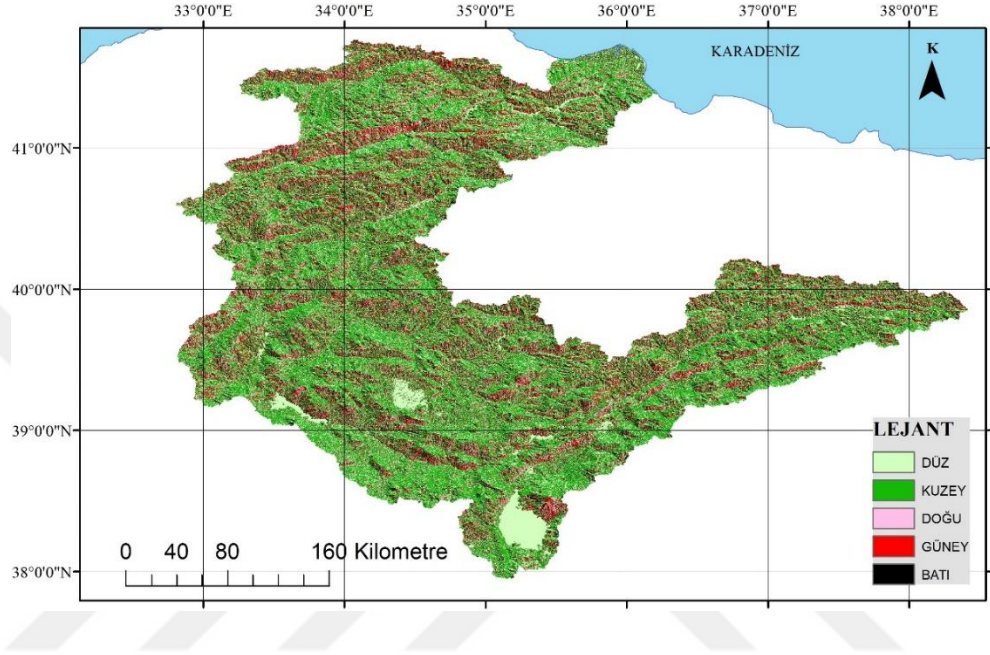 33°0'0"E 34°0'0"E 35°0'0"E 36°0'0"E 37°0'0"E 38°0'0"E
KARADENİZ
K
41°0'0"N
40°0'0"N
39°0'0"N
38°0'0"N
LEJANT
DÜZ
KUZEY
DOĞU
GÜNEY
BATI
0 40 80 160 Kilometre